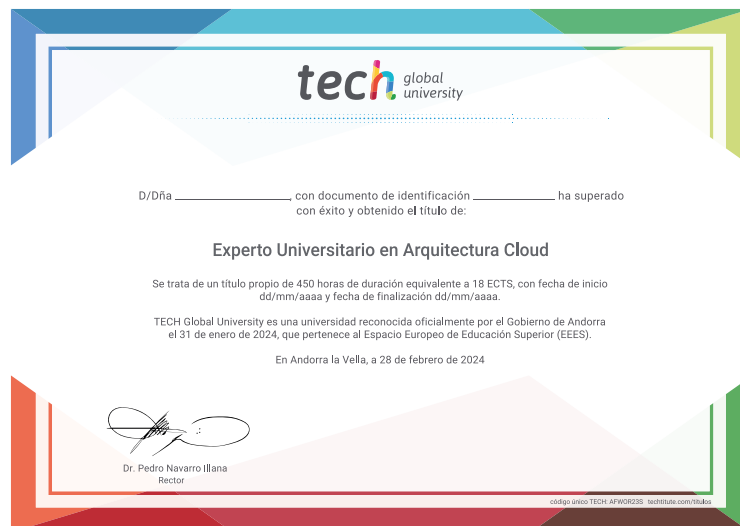 tech global university
D/Dña ____________________, con documento de identificación ______________ ha superado
con éxito y obtenido el título de:
Experto Universitario en Arquitectura Cloud
Se trata de un título propio de 450 horas de duración equivalente a 18 ECTS, con fecha de inicio
dd/mm/aaaa y fecha de finalización dd/mm/aaaa.
TECH Global University es una universidad reconocida oficialmente por el Gobierno de Andorra
el 31 de enero de 2024, que pertenece al Espacio Europeo de Educación Superior (EEES).
En Andorra la Vella, a 28 de febrero de 2024
Dr. Pedro Navarro Illana
Rector
código único TECH: AFWOR23S techtitute.com/titulos